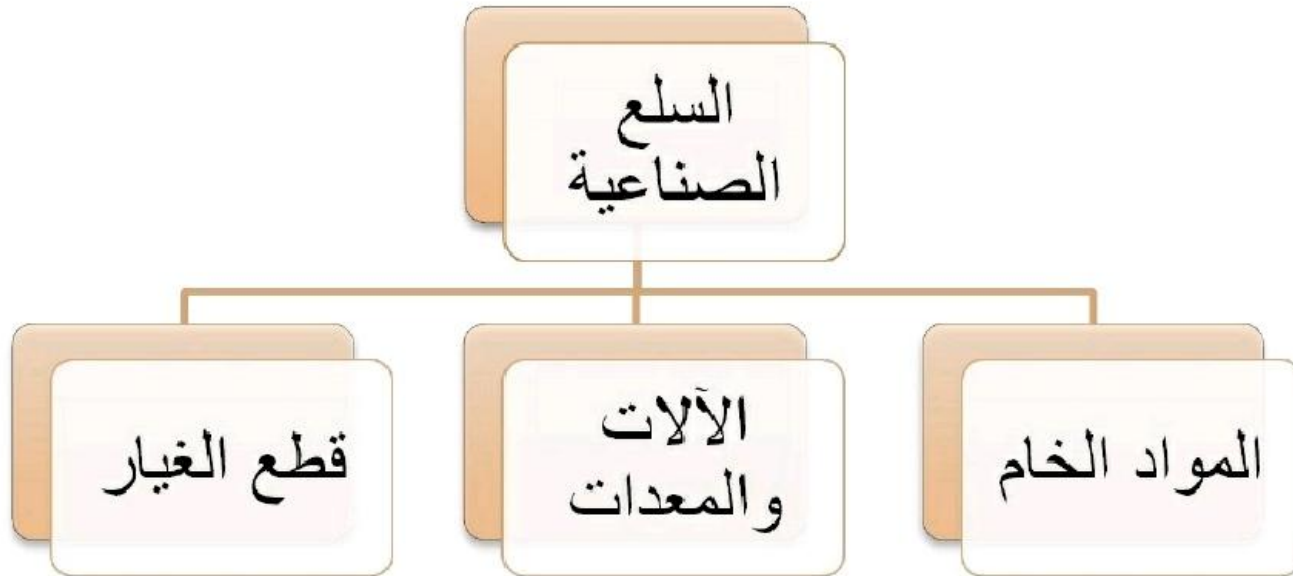 السلع
الصناعية
المواد الخام
الآلات
والمعدات
قطع الغيار